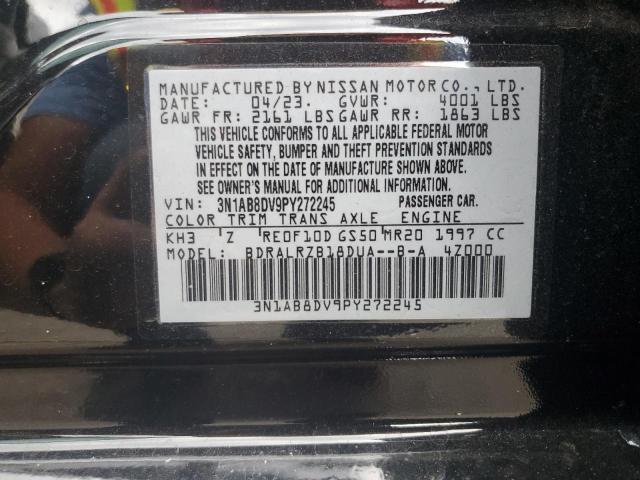 MANUFACTURED BY NISSAN MOTOR CO., LTD.
DATE: 04/23. GVWR: 4001 LBS
GAWR FR: 2161 LBS GAWR RR: 1863 LBS
THIS VEHICLE CONFORMS TO ALL APPLICABLE FEDERAL MOTOR
VEHICLE SAFETY, BUMPER AND THEFT PREVENTION STANDARDS
IN EFFECT ON THE DATE OF MANUFACTURE SHOWN ABOVE.
SEE OWNER'S MANUAL FOR ADDITIONAL INFORMATION.
VIN: 3N1AB8DV9PY272245 PASSENGER CAR.
COLOR TRIM TRANS AXLE ENGINE
KH3 Z RE0F10D GS50 MR20 1997 CC
MODEL: BDRALRZB18DUA--B-A 4Z000
3N1AB8DV9PY272245